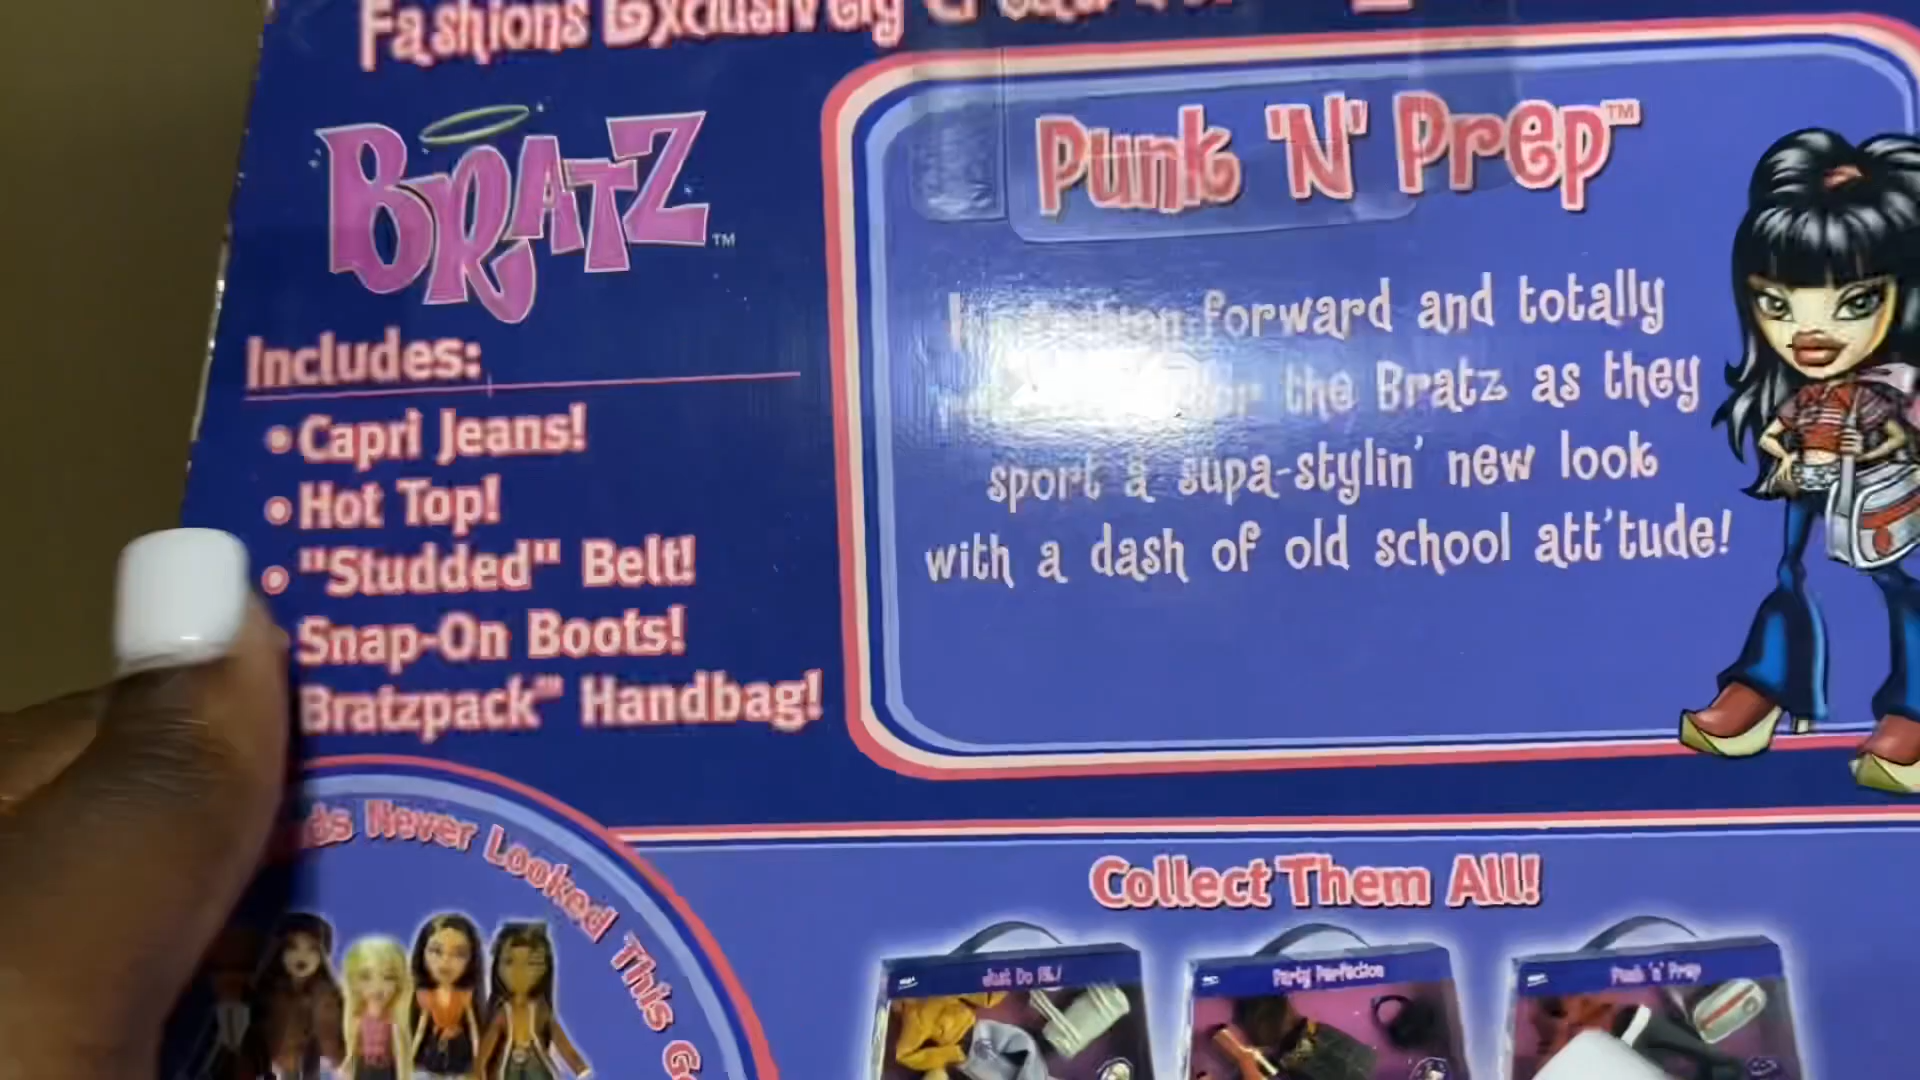 Fashions Exclusively
BRATZ™
Includes:
• Capri Jeans!
• Hot Top!
• "Studded" Belt!
Snap-On Boots!
Bratzpack™ Handbag!
Punk 'N' Prep™
forward and totally
the Bratz as they
sport a supa-stylin' new look
with a dash of old school att'tude!
Never Looked This
Collect Them All!
Just Do It!
Party Perfection
Punk 'n' Prep